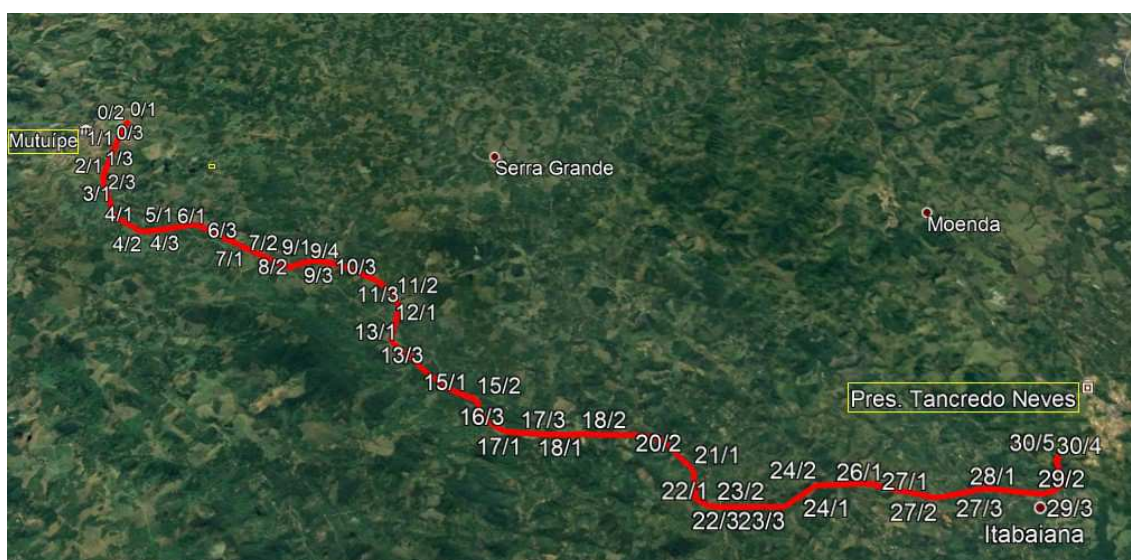 0/2 0/1
Mutuípe 1/1 0/3
2/1 1/3
2/3
3/1
4/1 5/1 6/1
4/2 4/3 6/3
7/2 9/1 9/4
7/1 8/2 9/3 10/3
11/3 11/2
12/1
13/1
13/3
15/1 15/2
16/3 17/3 18/2
17/1 18/1 20/2
21/1
22/1 23/2 24/2 26/1 27/1 28/1 29/2
22/3 23/3 24/1 27/2 27/3 29/3
30/5 30/4
Serra Grande
Moenda
Pres. Tancredo Neves
Itabaiana